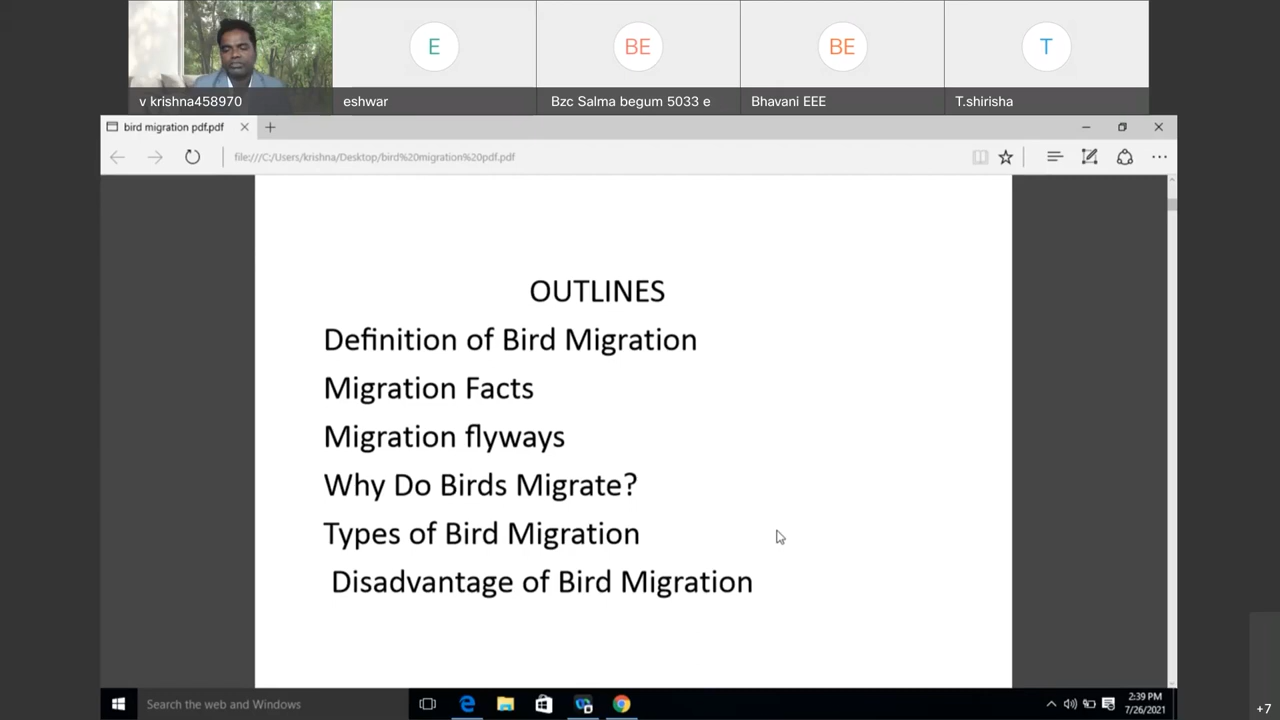 E
BE
BE
T
v krishna458970
eshwar
Bzc Salma begum 5033 e
Bhavani EEE
T.shirisha
bird migration pdf.pdf
file:///C:/Users/krishna/Desktop/bird%20migration%20pdf.pdf
OUTLINES
Definition of Bird Migration
Migration Facts
Migration flyways
Why Do Birds Migrate?
Types of Bird Migration
Disadvantage of Bird Migration
Search the web and Windows
2:39 PM
7/26/2021
+7